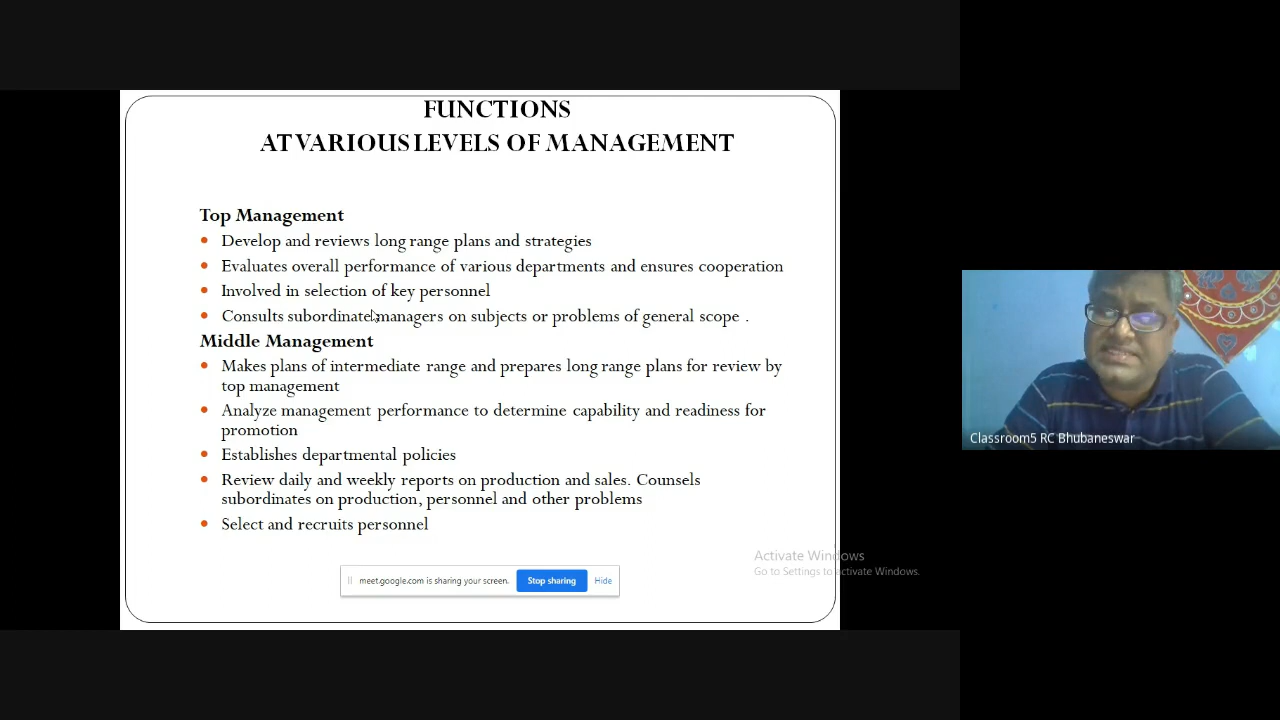 FUNCTIONS
AT VARIOUS LEVELS OF MANAGEMENT
Top Management
Develop and reviews long range plans and strategies
Evaluates overall performance of various departments and ensures cooperation
Involved in selection of key personnel
Consults subordinate managers on subjects or problems of general scope .
Middle Management
Makes plans of intermediate range and prepares long range plans for review by
top management
Analyze management performance to determine capability and readiness for
promotion
Establishes departmental policies
Review daily and weekly reports on production and sales. Counsels
subordinates on production, personnel and other problems
Select and recruits personnel
meet.google.com is sharing your screen. Stop sharing Hide
Activate Windows
Go to Settings to activate Windows.
Classroom5 RC Bhubaneswar